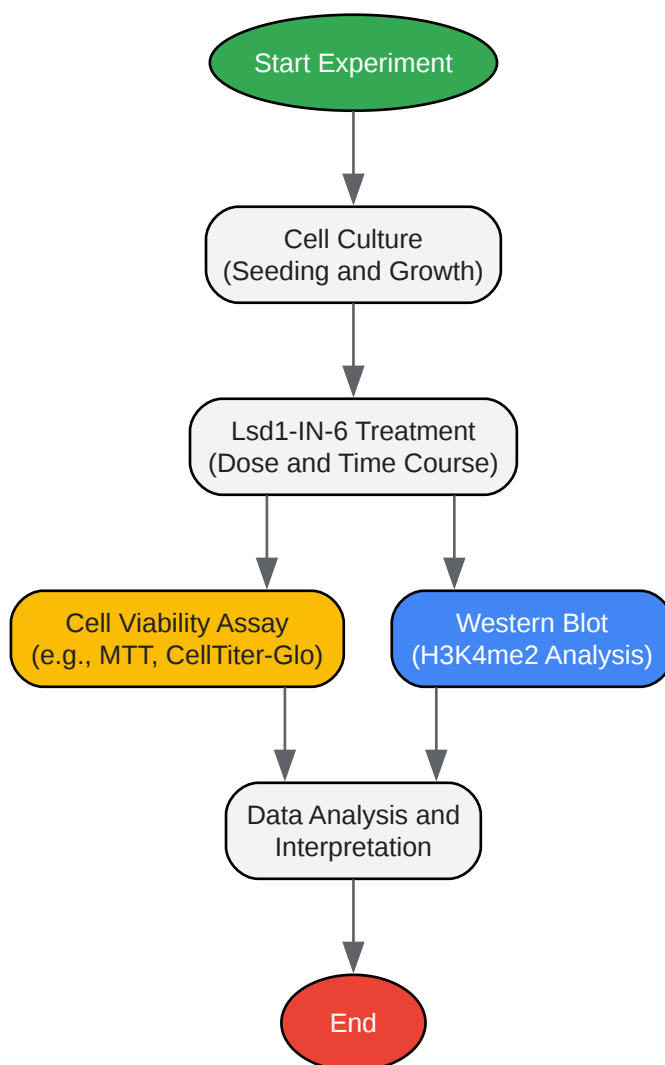 Start Experiment
Cell Culture
(Seeding and Growth)
Lsd1-IN-6 Treatment
(Dose and Time Course)
Cell Viability Assay
(e.g., MTT, CellTiter-Glo)
Western Blot
(H3K4me2 Analysis)
Data Analysis and
Interpretation
End